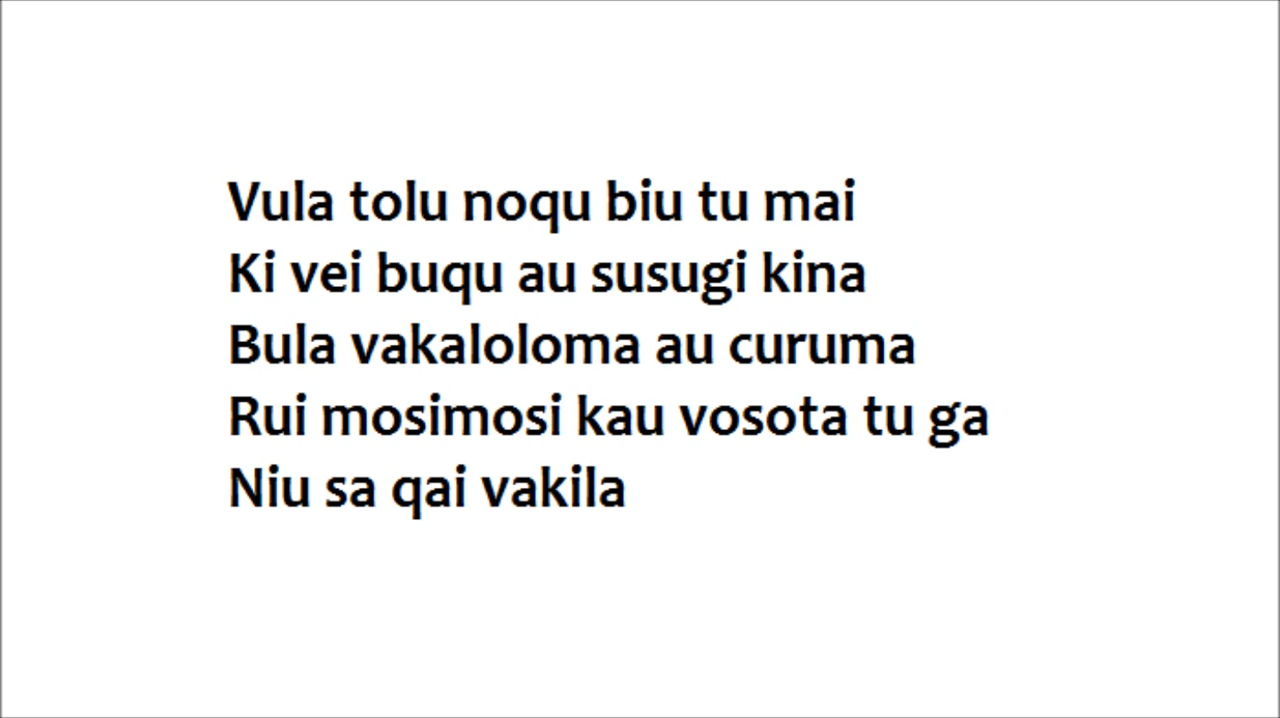 Vula tolu noqu biu tu mai
Ki vei buqu au susugi kina
Bula vakaloloma au curuma
Rui mosimosi kau vosota tu ga
Niu sa qai vakila